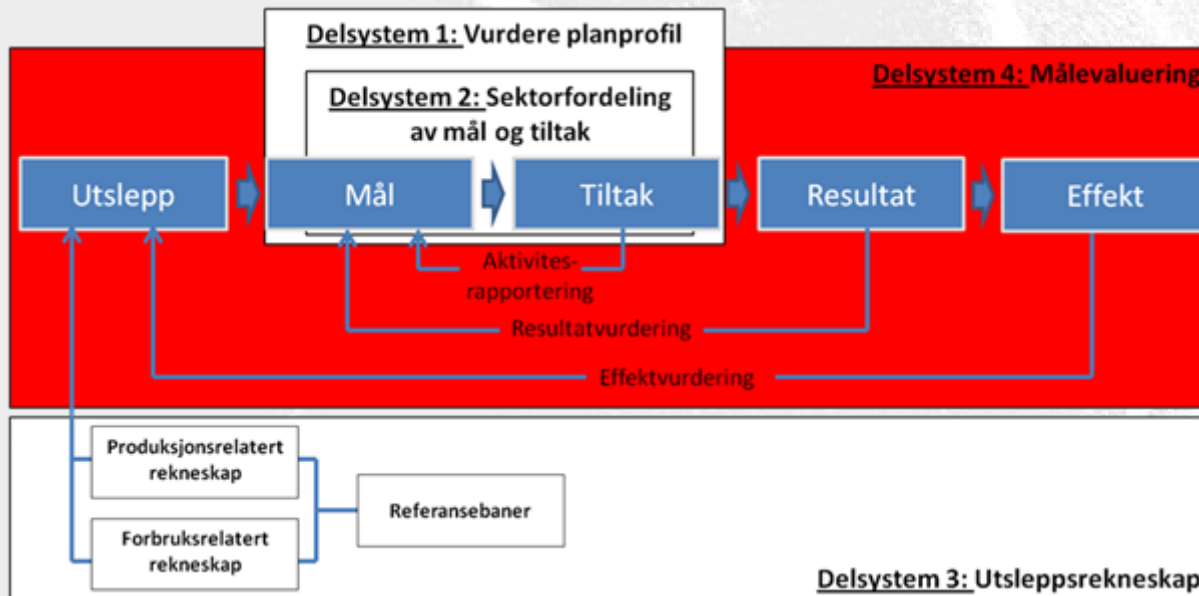 Delsystem 1: Vurdere planprofil
Delsystem 4: Målevaluering
Delsystem 2: Sektorfordeling
av mål og tiltak
Utslepp
Mål
Tiltak
Resultat
Effekt
Aktivites-
rapportering
Resultatvurdering
Effektvurdering
Produksjonsrelatert
rekneskap
Referansebaner
Forbruksrelatert
rekneskap
Delsystem 3: Utsleppsrekneskap